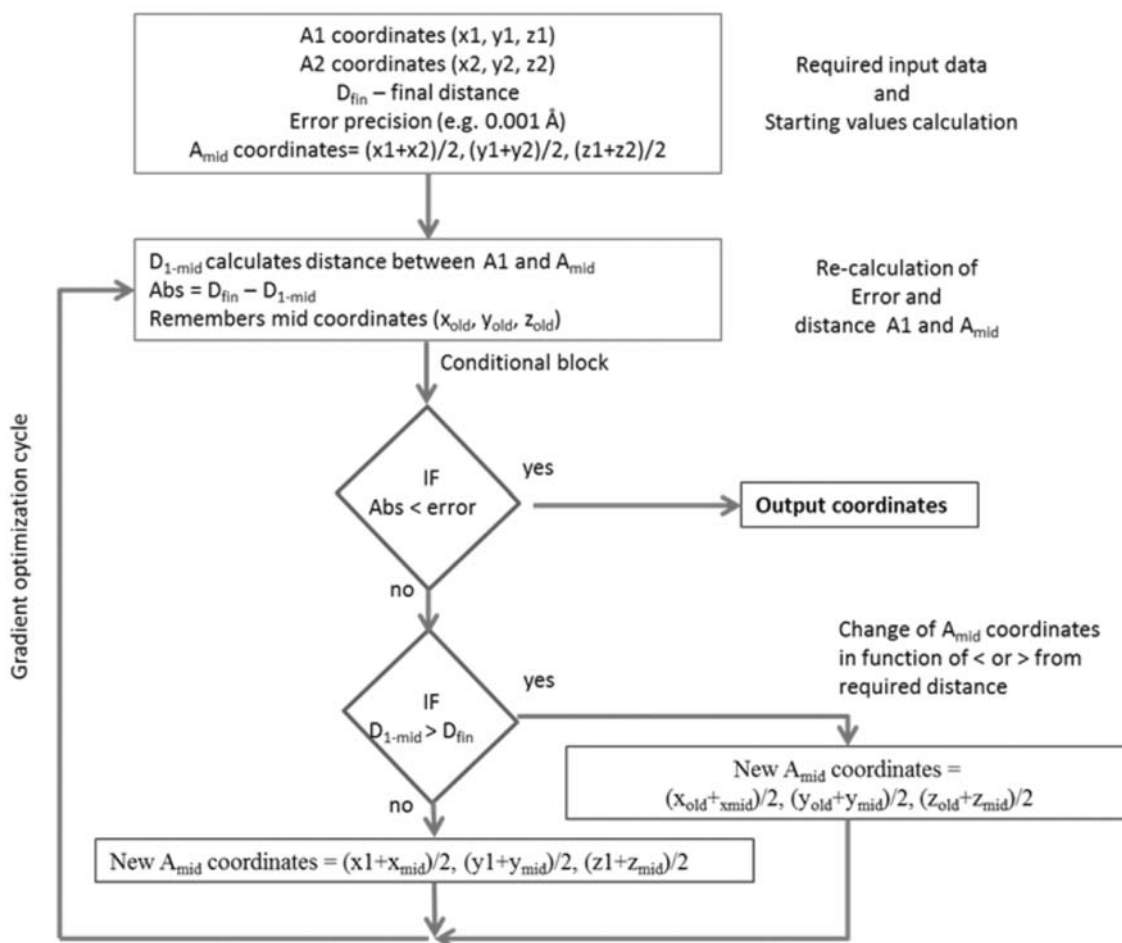 A1 coordinates (x1, y1, z1)
A2 coordinates (x2, y2, z2)
Dfin – final distance
Error precision (e.g. 0.001 Å)
Amid coordinates= (x1+x2)/2, (y1+y2)/2, (z1+z2)/2
Required input data
and
Starting values calculation
D1-mid calculates distance between A1 and Amid
Abs = Dfin – D1-mid
Remembers mid coordinates (xold, yold, zold)
Re-calculation of
Error and
distance A1 and Amid
Conditional block
Gradient optimization cycle
IF
Abs < error
yes
Output coordinates
no
IF
D1-mid > Dfin
yes
Change of Amid coordinates
in function of < or > from
required distance
New Amid coordinates =
(xold+xmid)/2, (yold+ymid)/2, (zold+zmid)/2
no
New Amid coordinates = (x1+xmid)/2, (y1+ymid)/2, (z1+zmid)/2